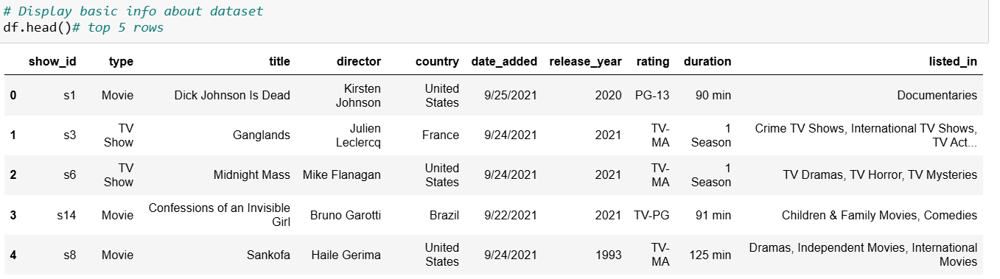 # Display basic info about dataset
df.head()# top 5 rows
show_id type title director country date_added release_year rating duration listed_in
0 s1 Movie Dick Johnson Is Dead Kirsten Johnson United States 9/25/2021 2020 PG-13 90 min Documentaries
1 s3 TV Show Ganglands Julien Leclercq France 9/24/2021 2021 TV-MA 1 Season Crime TV Shows, International TV Shows, TV Act...
2 s6 TV Show Midnight Mass Mike Flanagan United States 9/24/2021 2021 TV-MA 1 Season TV Dramas, TV Horror, TV Mysteries
3 s14 Movie Confessions of an Invisible Girl Bruno Garotti Brazil 9/22/2021 2021 TV-PG 91 min Children & Family Movies, Comedies
4 s8 Movie Sankofa Haile Gerima United States 9/24/2021 1993 TV-MA 125 min Dramas, Independent Movies, International Movies